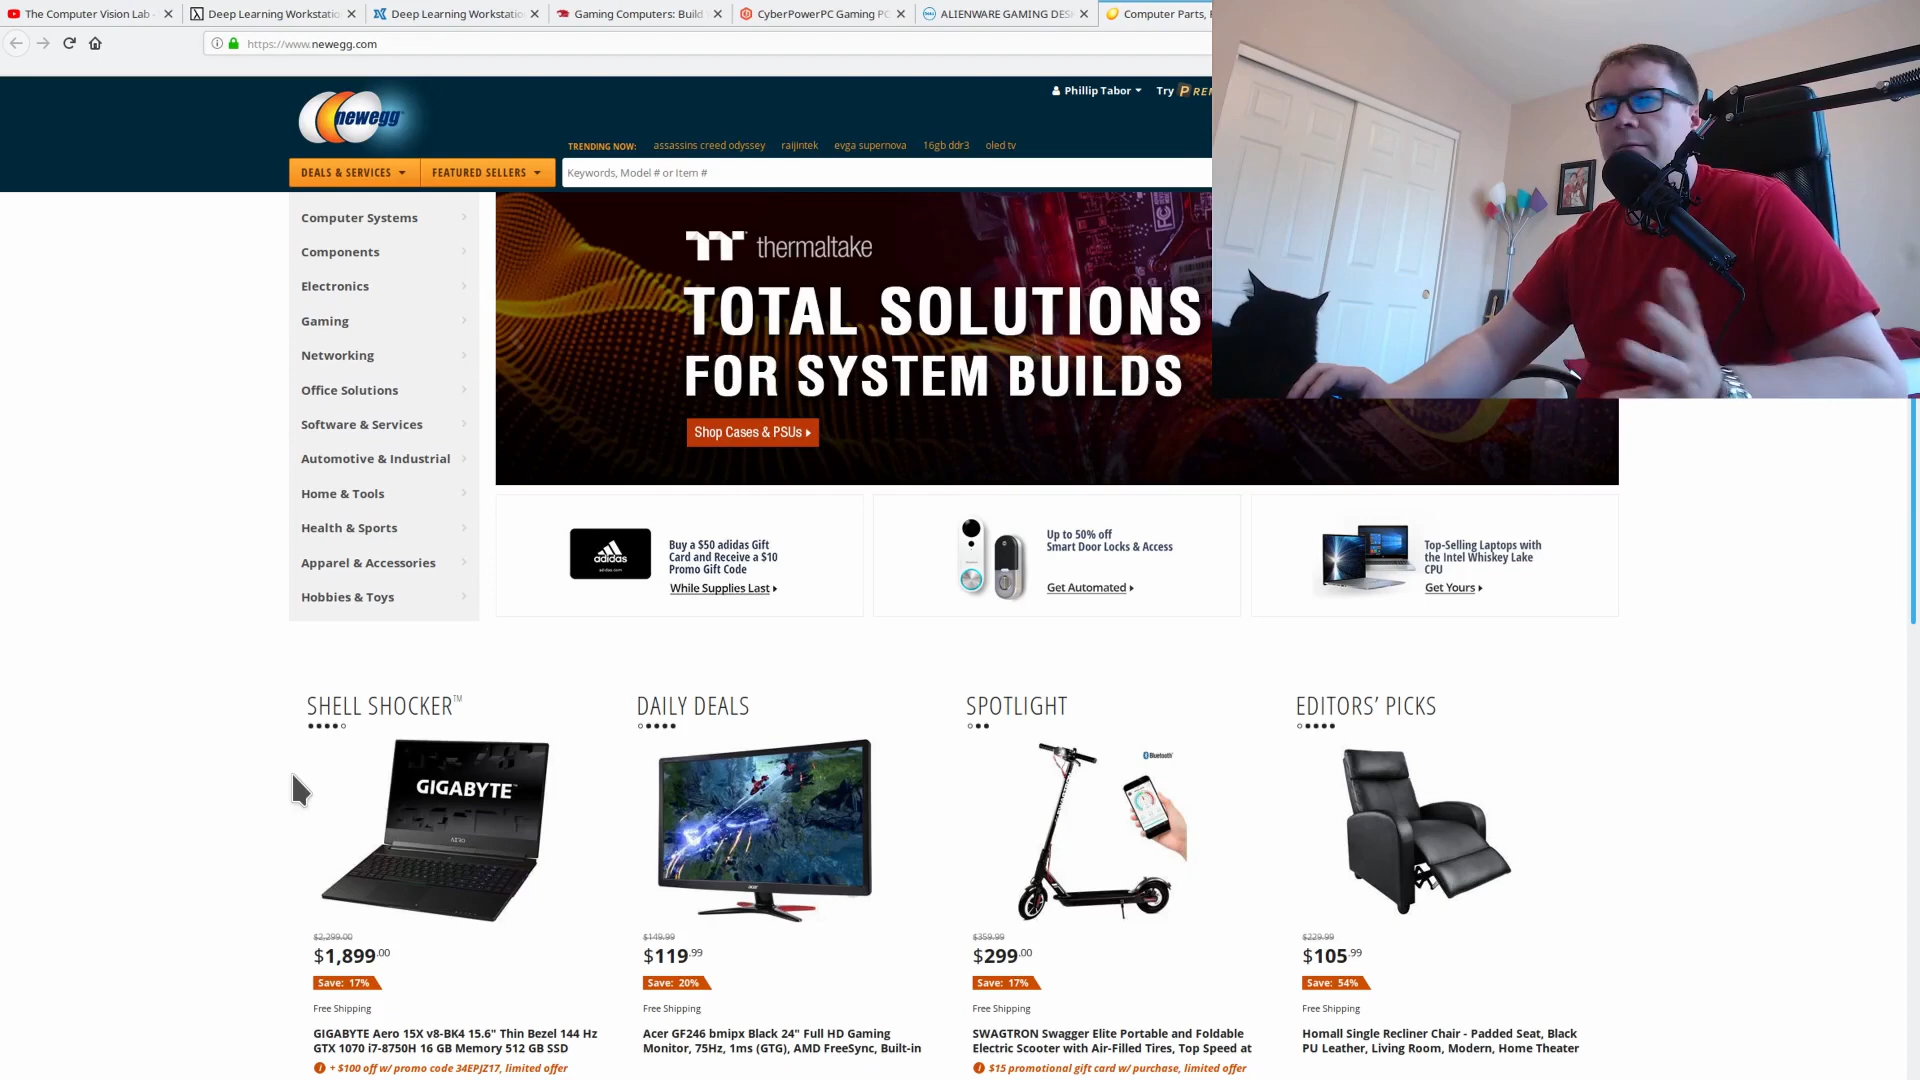 The Computer Vision Lab -
Deep Learning Workstatio
Deep Learning Workstatio
Gaming Computers: Build
CyberPowerPC Gaming PC
ALIENWARE GAMING DES
Computer Parts,
https://www.newegg.com
newegg
Phillip Tabor
Try
TRENDING NOW: assassins creed odyssey raijintek evga supernova 16gb ddr3 oled tv
DEALS & SERVICES
FEATURED SELLERS
Keywords, Model # or Item #
Computer Systems
Components
Electronics
Gaming
Networking
Office Solutions
Software & Services
Automotive & Industrial
Home & Tools
Health & Sports
Apparel & Accessories
Hobbies & Toys
thermaltake
TOTAL SOLUTIONS
FOR SYSTEM BUILDS
Shop Cases & PSUs
adidas
Buy a $50 adidas Gift
Card and Receive a $10
Promo Gift Code
While Supplies Last
Up to 50% off
Smart Door Locks & Access
Get Automated
Top-Selling Laptops with
the Intel Whiskey Lake
CPU
Get Yours
SHELL SHOCKER™
GIGABYTE™
AERO
$2,299.00
$1,899.00
Save: 17%
Free Shipping
GIGABYTE Aero 15X v8-BK4 15.6" Thin Bezel 144 Hz
GTX 1070 i7-8750H 16 GB Memory 512 GB SSD
+ $100 off w/ promo code 34EPJZ17, limited offer
DAILY DEALS
acer
$149.99
$119.99
Save: 20%
Free Shipping
Acer GF246 bmipx Black 24" Full HD Gaming
Monitor, 75Hz, 1ms (GTG), AMD FreeSync, Built-in
SPOTLIGHT
Bluetooth
$359.99
$299.00
Save: 17%
Free Shipping
SWAGTRON Swagger Elite Portable and Foldable
Electric Scooter with Air-Filled Tires, Top Speed at
$15 promotional gift card w/ purchase, limited offer
EDITORS' PICKS
$229.99
$105.99
Save: 54%
Free Shipping
Homall Single Recliner Chair - Padded Seat, Black
PU Leather, Living Room, Modern, Home Theater